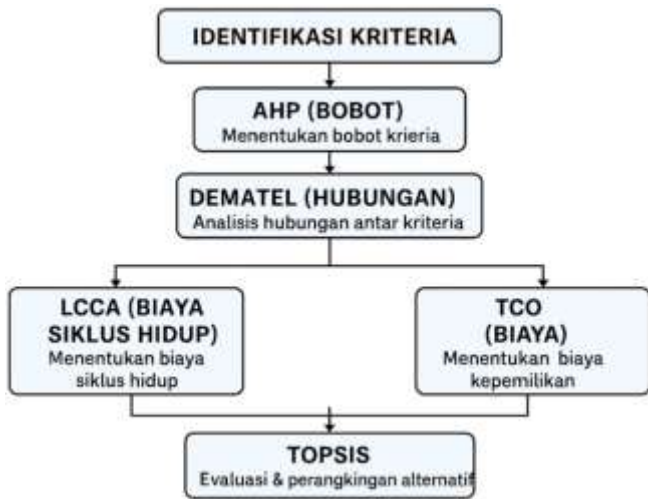 IDENTIFIKASI KRITERIA
AHP (BOBOT)
Menentukan bobot krieria
DEMATEL (HUBUNGAN)
Analisis hubungan antar kriteria
LCCA (BIAYA
SIKLUS HIDUP)
Menentukan biaya
siklus hidup
TCO
(BIAYA)
Menentukan biaya
kepemilikan
TOPSIS
Evaluasi & perangkingan alternatif